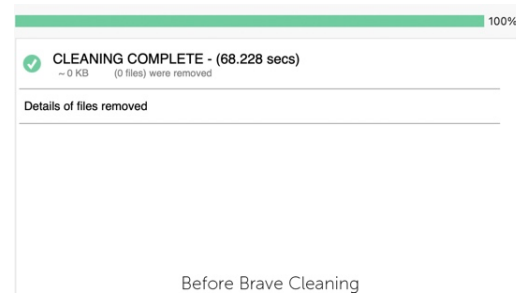 100%
CLEANING COMPLETE - (68.228 secs)
~ 0 KB (0 files) were removed
Details of files removed
Before Brave Cleaning